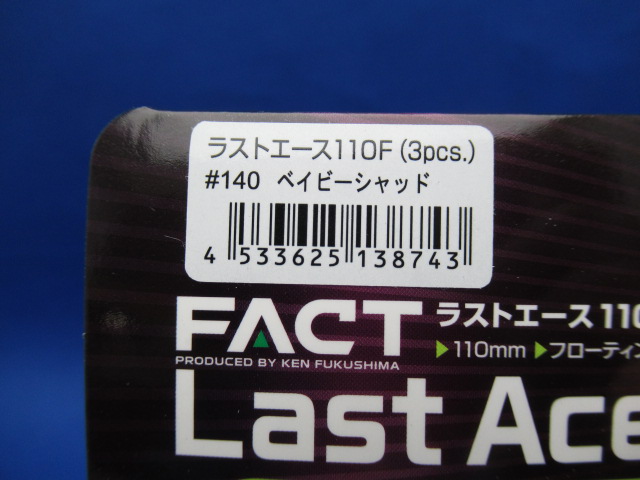 ラストエース110F(3pcs.)
#140 ベイビーシャッド
4 533625 138743
FACT
PRODUCED BY KEN FUKUSHIMA
ラストエース110
▶110mm ▶フローティン
Last Ace